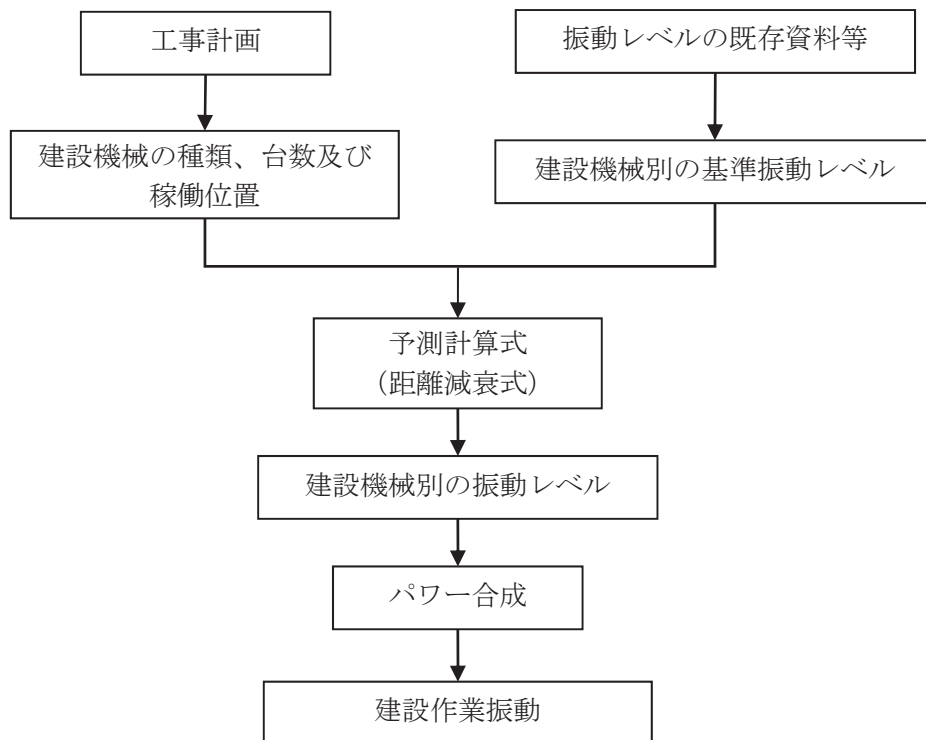 工事計画
振動レベルの既存資料等
建設機械の種類、台数及び
稼働位置
建設機械別の基準振動レベル
予測計算式
（距離減衰式）
建設機械別の振動レベル
パワー合成
建設作業振動